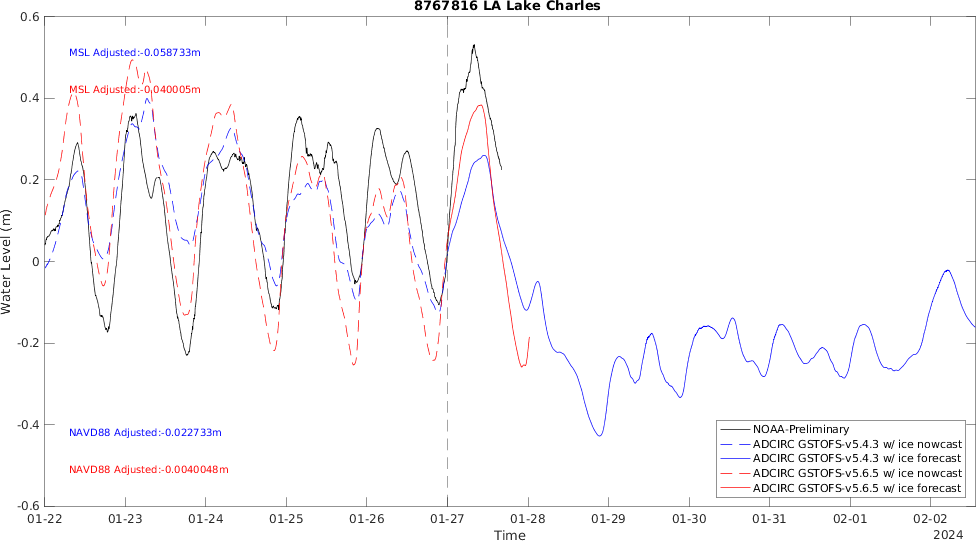 8767816 LA Lake Charles
MSL Adjusted:-0.058733m
MSL Adjusted:-0.040005m
NAVD88 Adjusted:-0.022733m
NAVD88 Adjusted:-0.0040048m
Water Level (m)
0.6
0.4
0.2
0
-0.2
-0.4
-0.6
NOAA-Preliminary
ADCIRC GSTOFS-v5.4.3 w/ ice nowcast
ADCIRC GSTOFS-v5.4.3 w/ ice forecast
ADCIRC GSTOFS-v5.6.5 w/ ice nowcast
ADCIRC GSTOFS-v5.6.5 w/ ice forecast
01-22 01-23 01-24 01-25 01-26 01-27 01-28 01-29 01-30 01-31 02-01 02-02
Time
2024